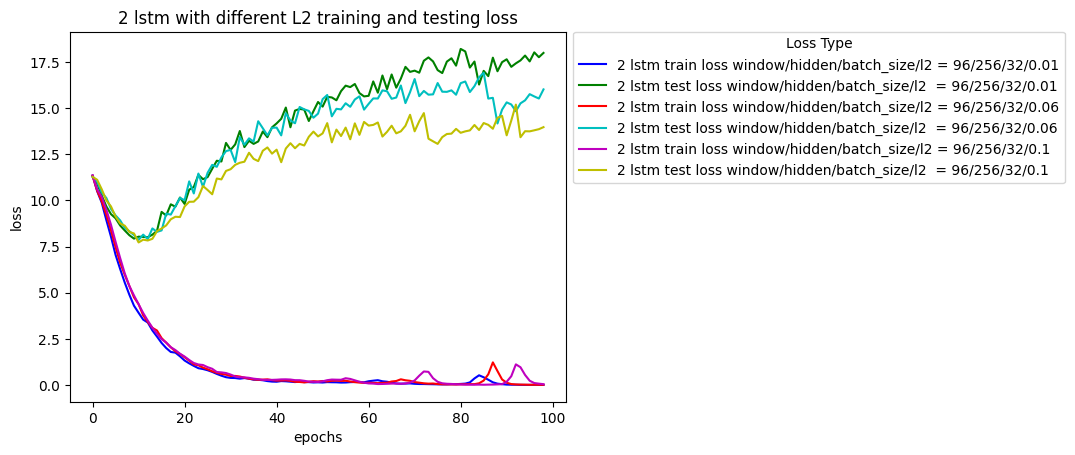 2 lstm with different L2 training and testing loss
Loss Type
2 lstm train loss window/hidden/batch_size/l2 = 96/256/32/0.01
2 lstm test loss window/hidden/batch_size/l2  = 96/256/32/0.01
2 lstm train loss window/hidden/batch_size/l2 = 96/256/32/0.06
2 lstm test loss window/hidden/batch_size/l2  = 96/256/32/0.06
2 lstm train loss window/hidden/batch_size/l2 = 96/256/32/0.1
2 lstm test loss window/hidden/batch_size/l2  = 96/256/32/0.1
loss
17.5
15.0
12.5
10.0
7.5
5.0
2.5
0.0
0 20 40 60 80 100
epochs